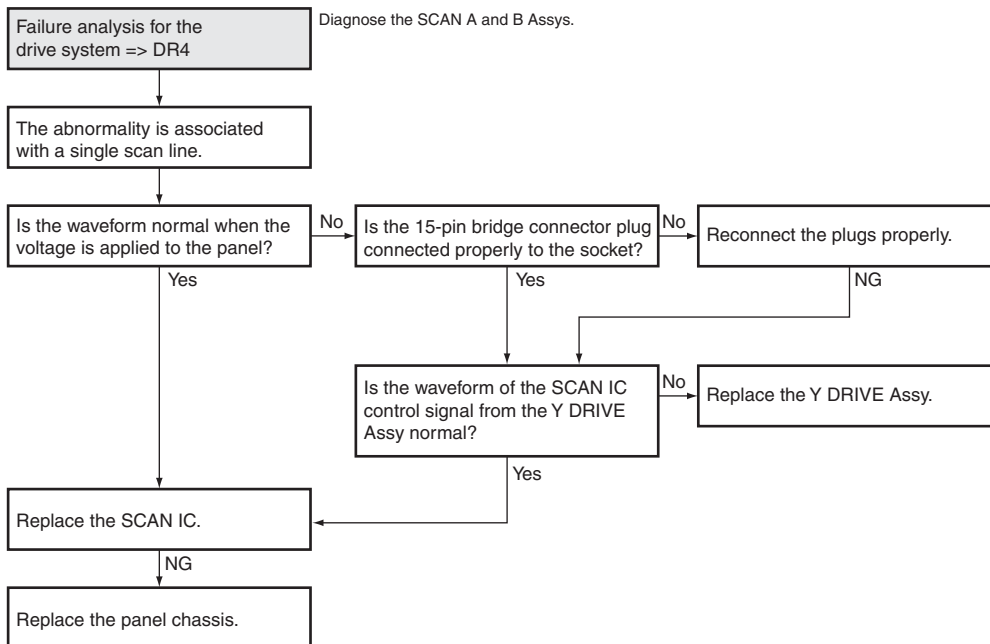 Failure analysis for the
drive system => DR4
Diagnose the SCAN A and B Assys.
The abnormality is associated
with a single scan line.
Is the waveform normal when the
voltage is applied to the panel?
No
Is the 15-pin bridge connector plug
connected properly to the socket?
No
Reconnect the plugs properly.
Yes
Yes
NG
Is the waveform of the SCAN IC
control signal from the Y DRIVE
Assy normal?
No
Replace the Y DRIVE Assy.
Yes
Replace the SCAN IC.
NG
Replace the panel chassis.